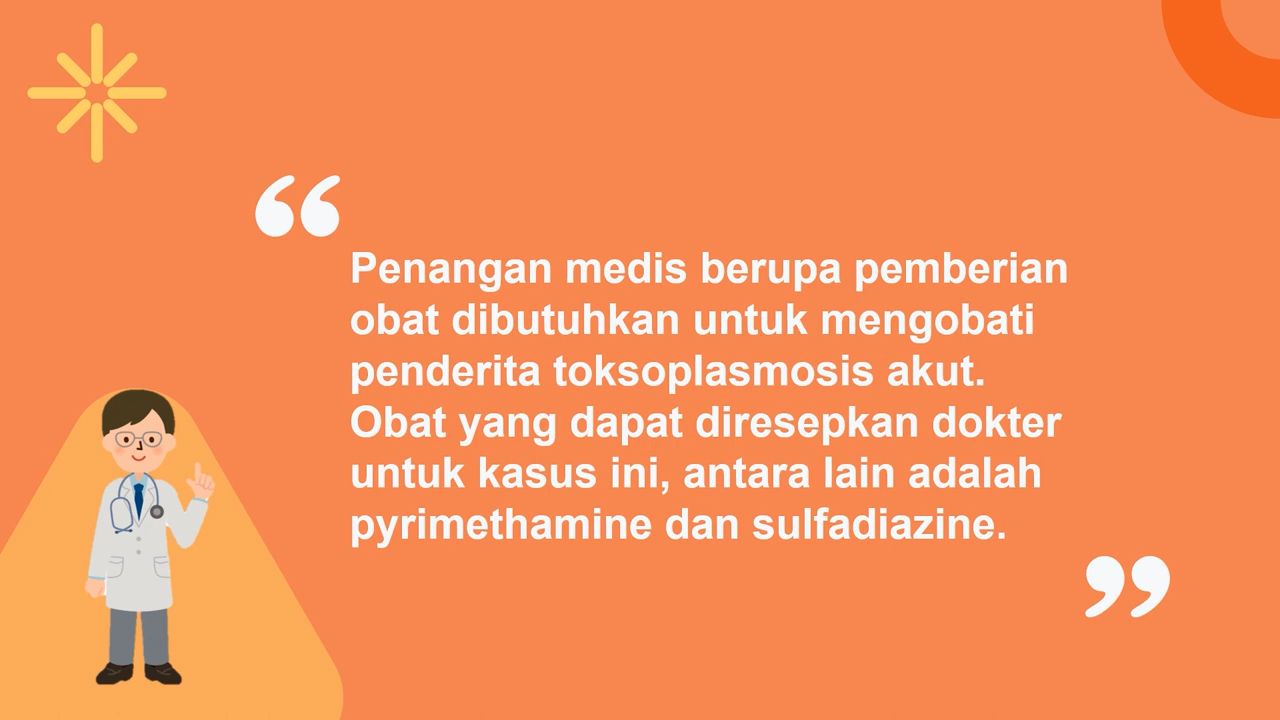 “
Penangan medis berupa pemberian
obat dibutuhkan untuk mengobati
penderita toksoplasmosis akut.
Obat yang dapat diresepkan dokter
untuk kasus ini, antara lain adalah
pyrimethamine dan sulfadiazine.
”